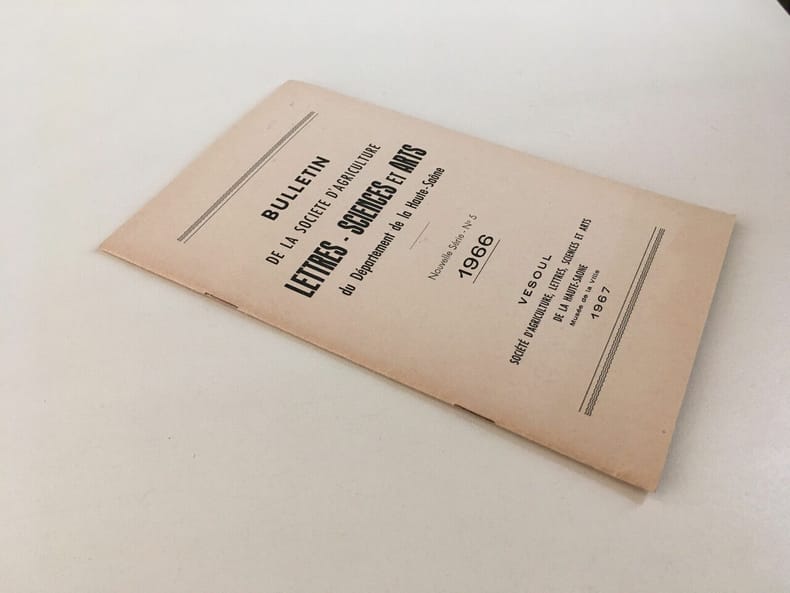 BULLETIN
DE LA SOCIÉTÉ D'AGRICULTURE
LETTRES - SCIENCES ET ARTS
du Département de la Haute-Saône
Nouvelle Série - N° 5
1966
VESOUL
SOCIÉTÉ D'AGRICULTURE, LETTRES, SCIENCES ET ARTS
DE LA HAUTE-SAONE
Musée de la Ville
1967